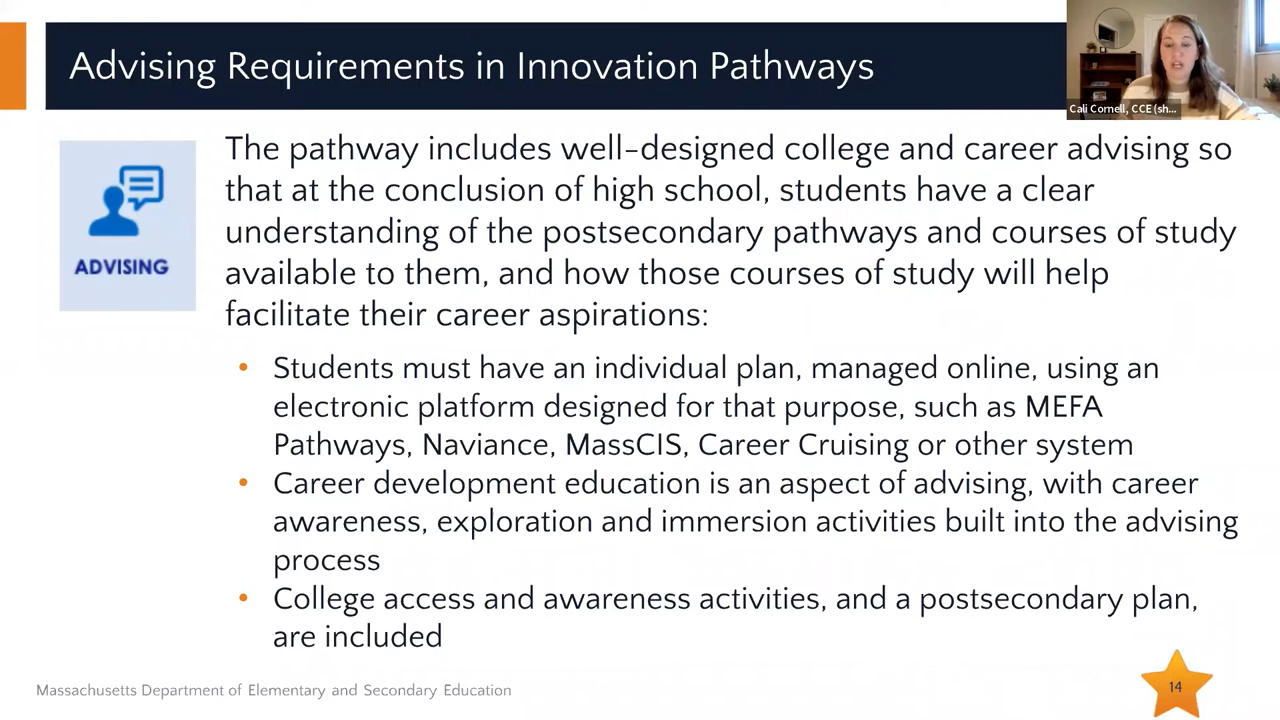 Advising Requirements in Innovation Pathways
Cali Cornell, CCE (sh...
ADVISING
The pathway includes well-designed college and career advising so
that at the conclusion of high school, students have a clear
understanding of the postsecondary pathways and courses of study
available to them, and how those courses of study will help
facilitate their career aspirations:
• Students must have an individual plan, managed online, using an
electronic platform designed for that purpose, such as MEFA
Pathways, Naviance, MassCIS, Career Cruising or other system
• Career development education is an aspect of advising, with career
awareness, exploration and immersion activities built into the advising
process
• College access and awareness activities, and a postsecondary plan,
are included
Massachusetts Department of Elementary and Secondary Education
14